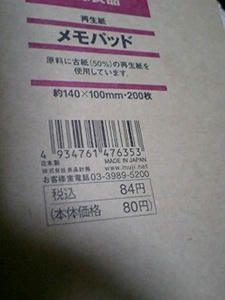 良品
再生紙
メモパッド
原料に古紙(50%)の再生紙を
使用しています.
約140×100mm・200枚
4 934761 476353
日本製 MADE IN JAPAN
株式会社良品計画 www.muji.net
お客様室電話03-3989-5200
税込 84円
(本体価格 80円)